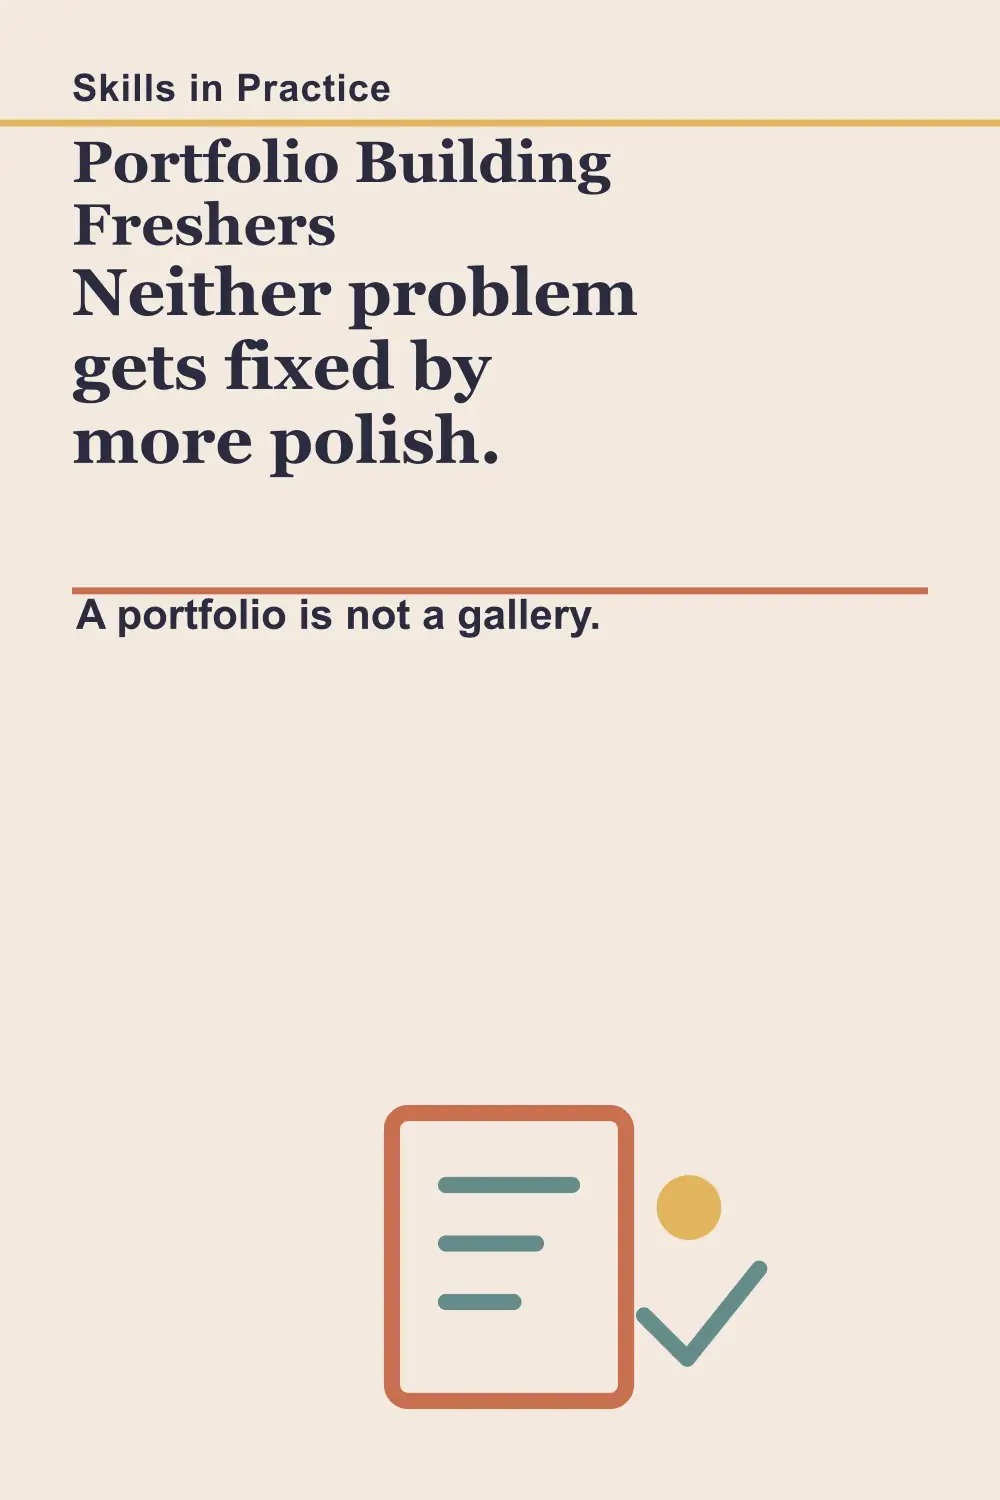 Skills in Practice
Portfolio Building
Freshers
Neither problem
gets fixed by
more polish.
A portfolio is not a gallery.